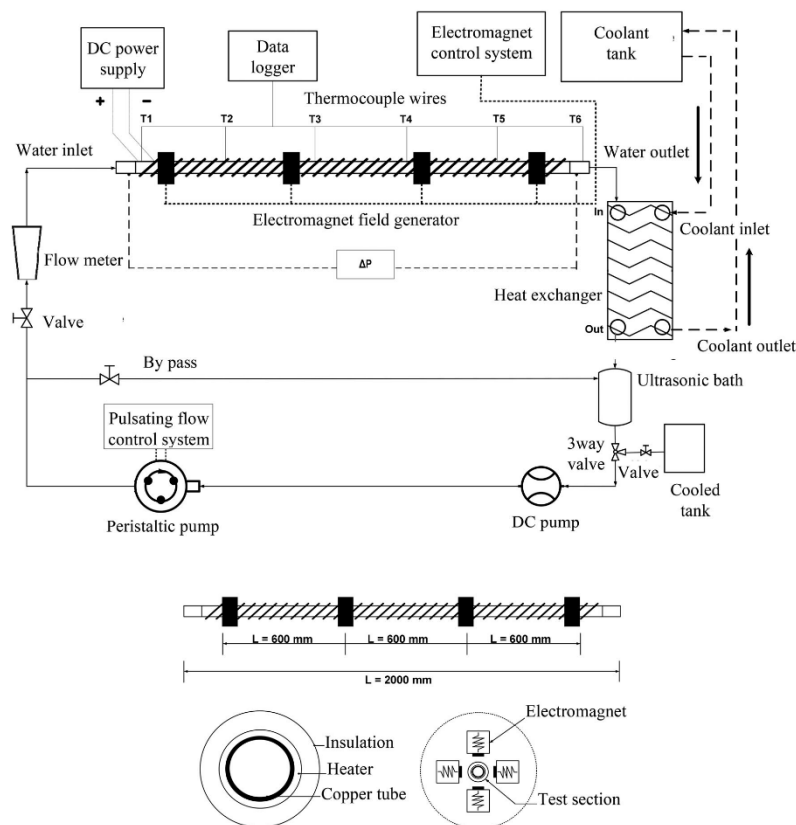 DC power
supply
+ −
Data
logger
Electromagnet
control system
Coolant
tank
Thermocouple wires
T1 T2 T3 T4 T5 T6
Water inlet
Water outlet
Electromagnet field generator
In
Coolant inlet
Flow meter
ΔP
Heat exchanger
Valve
Out
Coolant outlet
By pass
Ultrasonic bath
Pulsating flow
control system
3way
valve
Valve
Cooled
tank
Peristaltic pump
DC pump
L = 600 mm L = 600 mm L = 600 mm
L = 2000 mm
Insulation
Heater
Copper tube
Electromagnet
Test section